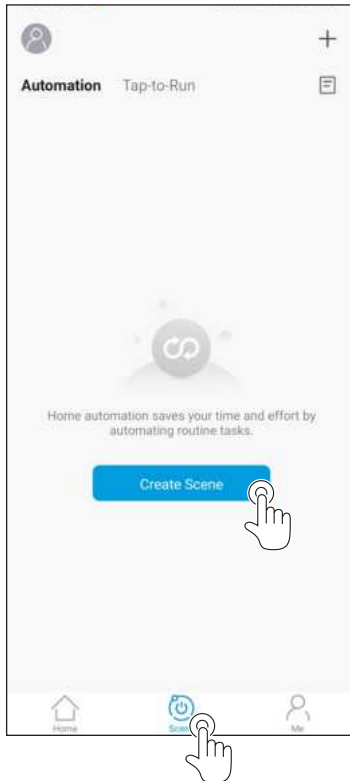 Automation Tap-to-Run
Home automation saves your time and effort by
automating routine tasks.
Create Scene
Home Me